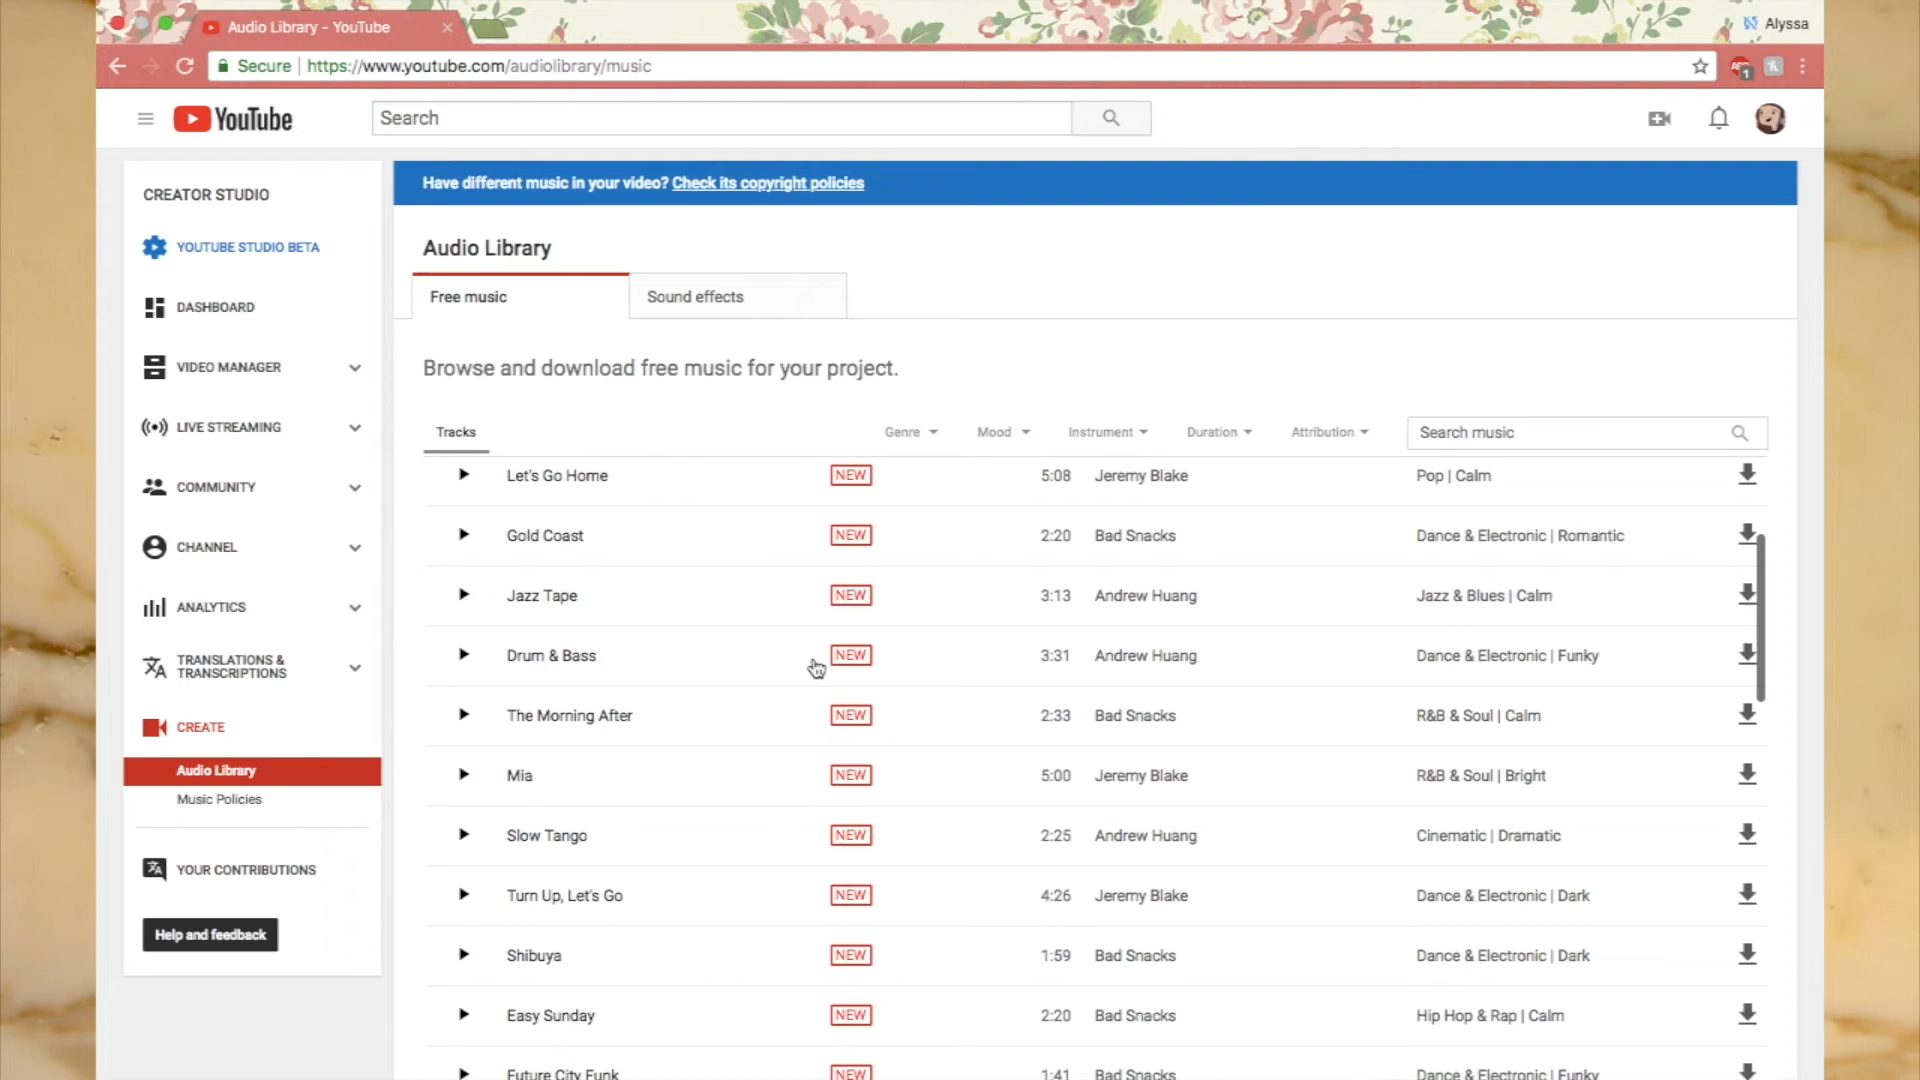 Audio Library - YouTube
Alyssa
Secure | https://www.youtube.com/audiolibrary/music
1
YouTube
Search
CREATOR STUDIO
YOUTUBE STUDIO BETA
DASHBOARD
VIDEO MANAGER
LIVE STREAMING
COMMUNITY
CHANNEL
ANALYTICS
TRANSLATIONS &
TRANSCRIPTIONS
CREATE
Audio Library
Music Policies
YOUR CONTRIBUTIONS
Help and feedback
Have different music in your video? Check its copyright policies
Audio Library
Free music Sound effects
Browse and download free music for your project.
Tracks Genre Mood Instrument Duration Attribution Search music
Let's Go Home NEW 5:08 Jeremy Blake Pop | Calm
Gold Coast NEW 2:20 Bad Snacks Dance & Electronic | Romantic
Jazz Tape NEW 3:13 Andrew Huang Jazz & Blues | Calm
Drum & Bass NEW 3:31 Andrew Huang Dance & Electronic | Funky
The Morning After NEW 2:33 Bad Snacks R&B & Soul | Calm
Mia NEW 5:00 Jeremy Blake R&B & Soul | Bright
Slow Tango NEW 2:25 Andrew Huang Cinematic | Dramatic
Turn Up, Let's Go NEW 4:26 Jeremy Blake Dance & Electronic | Dark
Shibuya NEW 1:59 Bad Snacks Dance & Electronic | Dark
Easy Sunday NEW 2:20 Bad Snacks Hip Hop & Rap | Calm
Future City Funk NEW 1:41 Bad Snacks Dance & Electronic | Funky